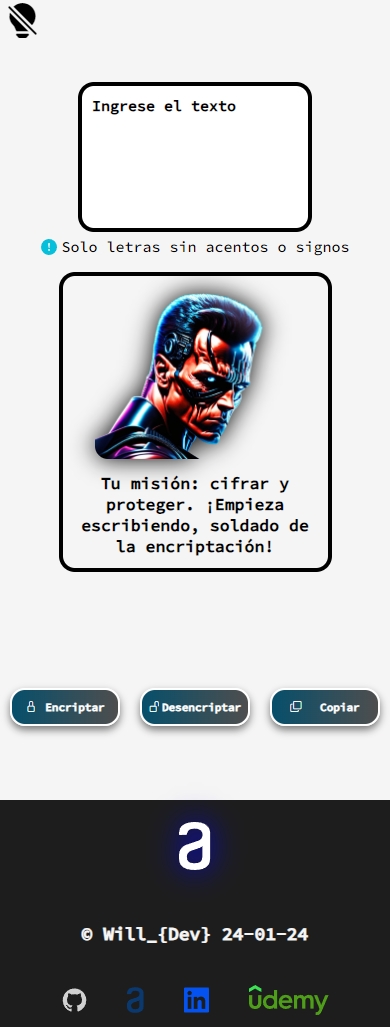 Ingrese el texto
! Solo letras sin acentos o signos
Tu misión: cifrar y
proteger. ¡Empieza
escribiendo, soldado de
la encriptación!
Encriptar Desencriptar Copiar
a
© Will_{Dev} 24-01-24
a in udemy